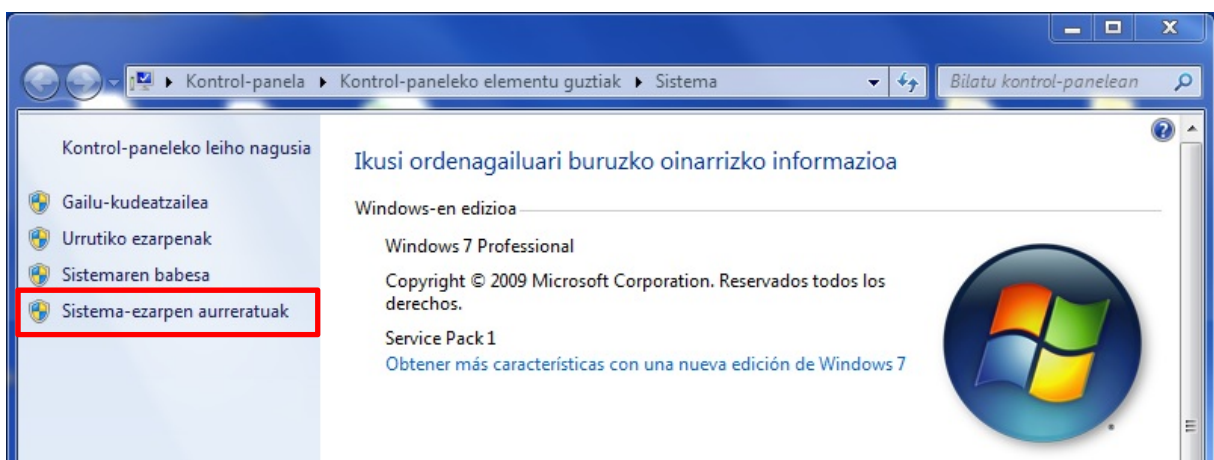 Kontrol-panela
Kontrol-paneleko elementu guztiak
Sistema
Bilatu kontrol-panelean
Kontrol-paneleko leiho nagusia
Gailu-kudeatzailea
Urrutiko ezarpenak
Sistemaren babesa
Sistema-ezarpen aurreratuak
Ikusi ordenagailuari buruzko oinarrizko informazioa
Windows-en edizioa
Windows 7 Professional
Copyright © 2009 Microsoft Corporation. Reservados todos los
derechos.
Service Pack 1
Obtener más características con una nueva edición de Windows 7